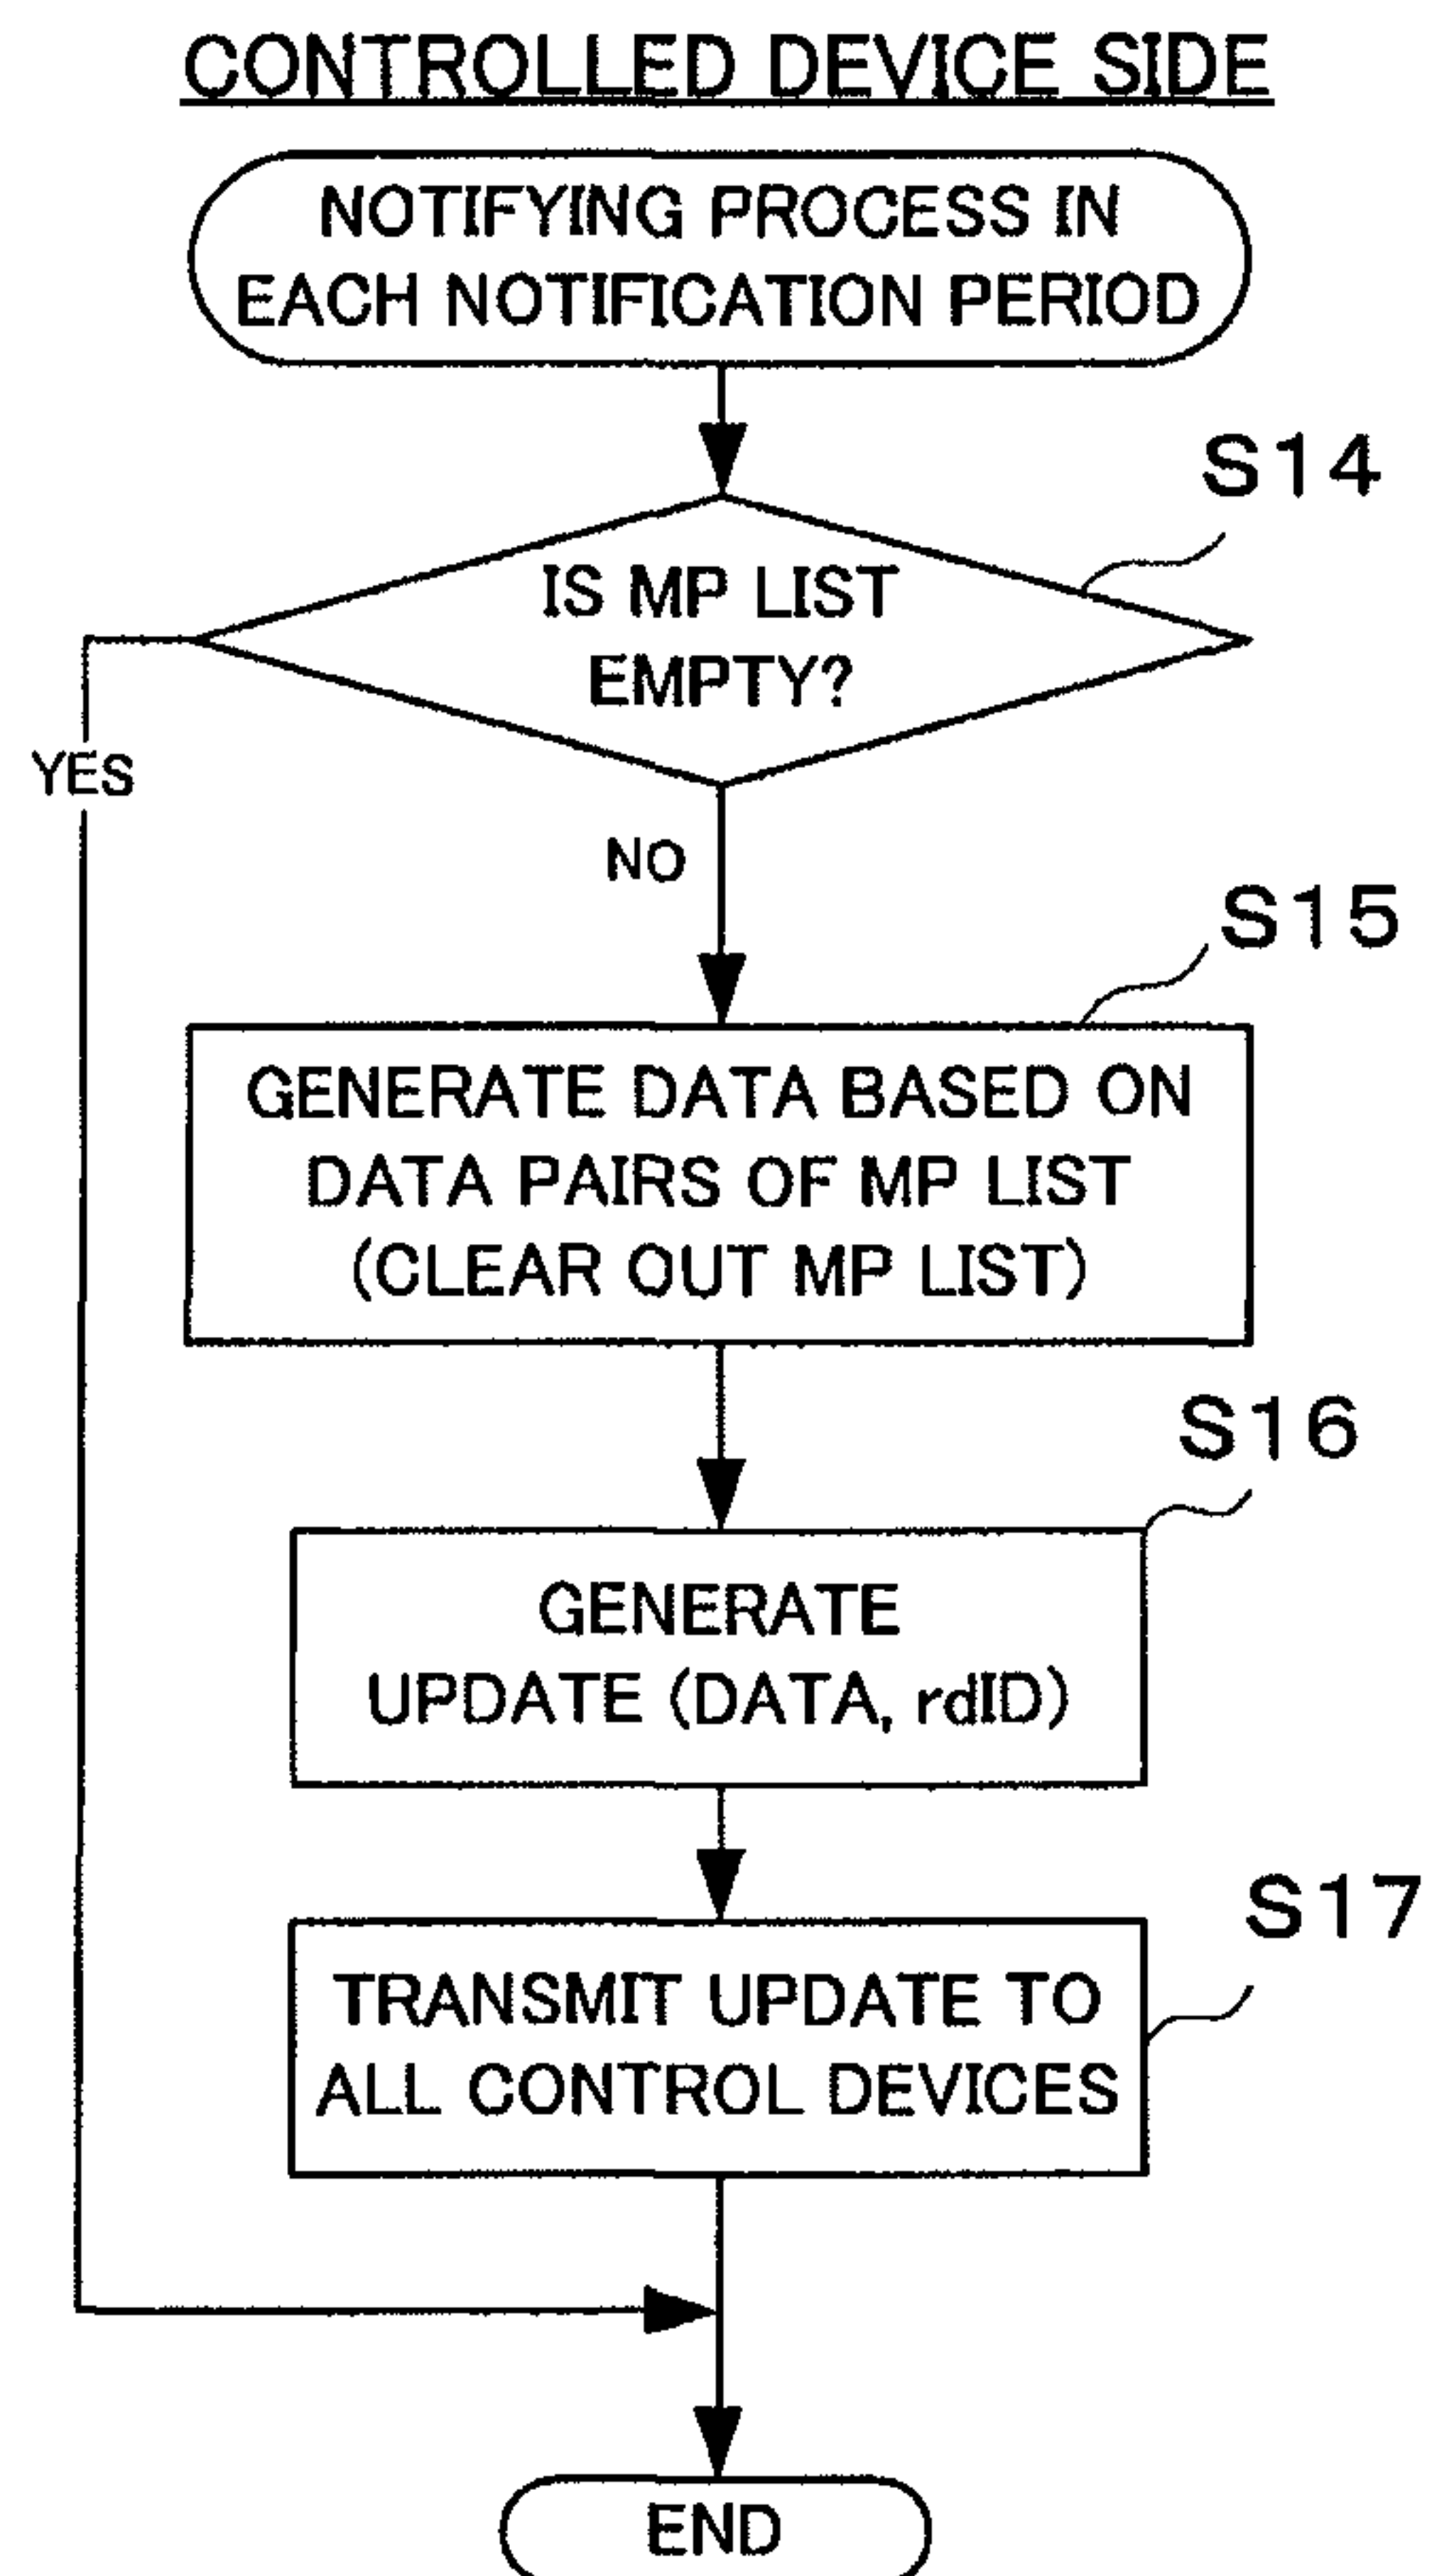 CONTROLLED DEVICE SIDE
NOTIFYING PROCESS IN
EACH NOTIFICATION PERIOD
S14
IS MP LIST
EMPTY?
YES
NO
S15
GENERATE DATA BASED ON
DATA PAIRS OF MP LIST
(CLEAR OUT MP LIST)
S16
GENERATE
UPDATE (DATA, rdID)
S17
TRANSMIT UPDATE TO
ALL CONTROL DEVICES
END